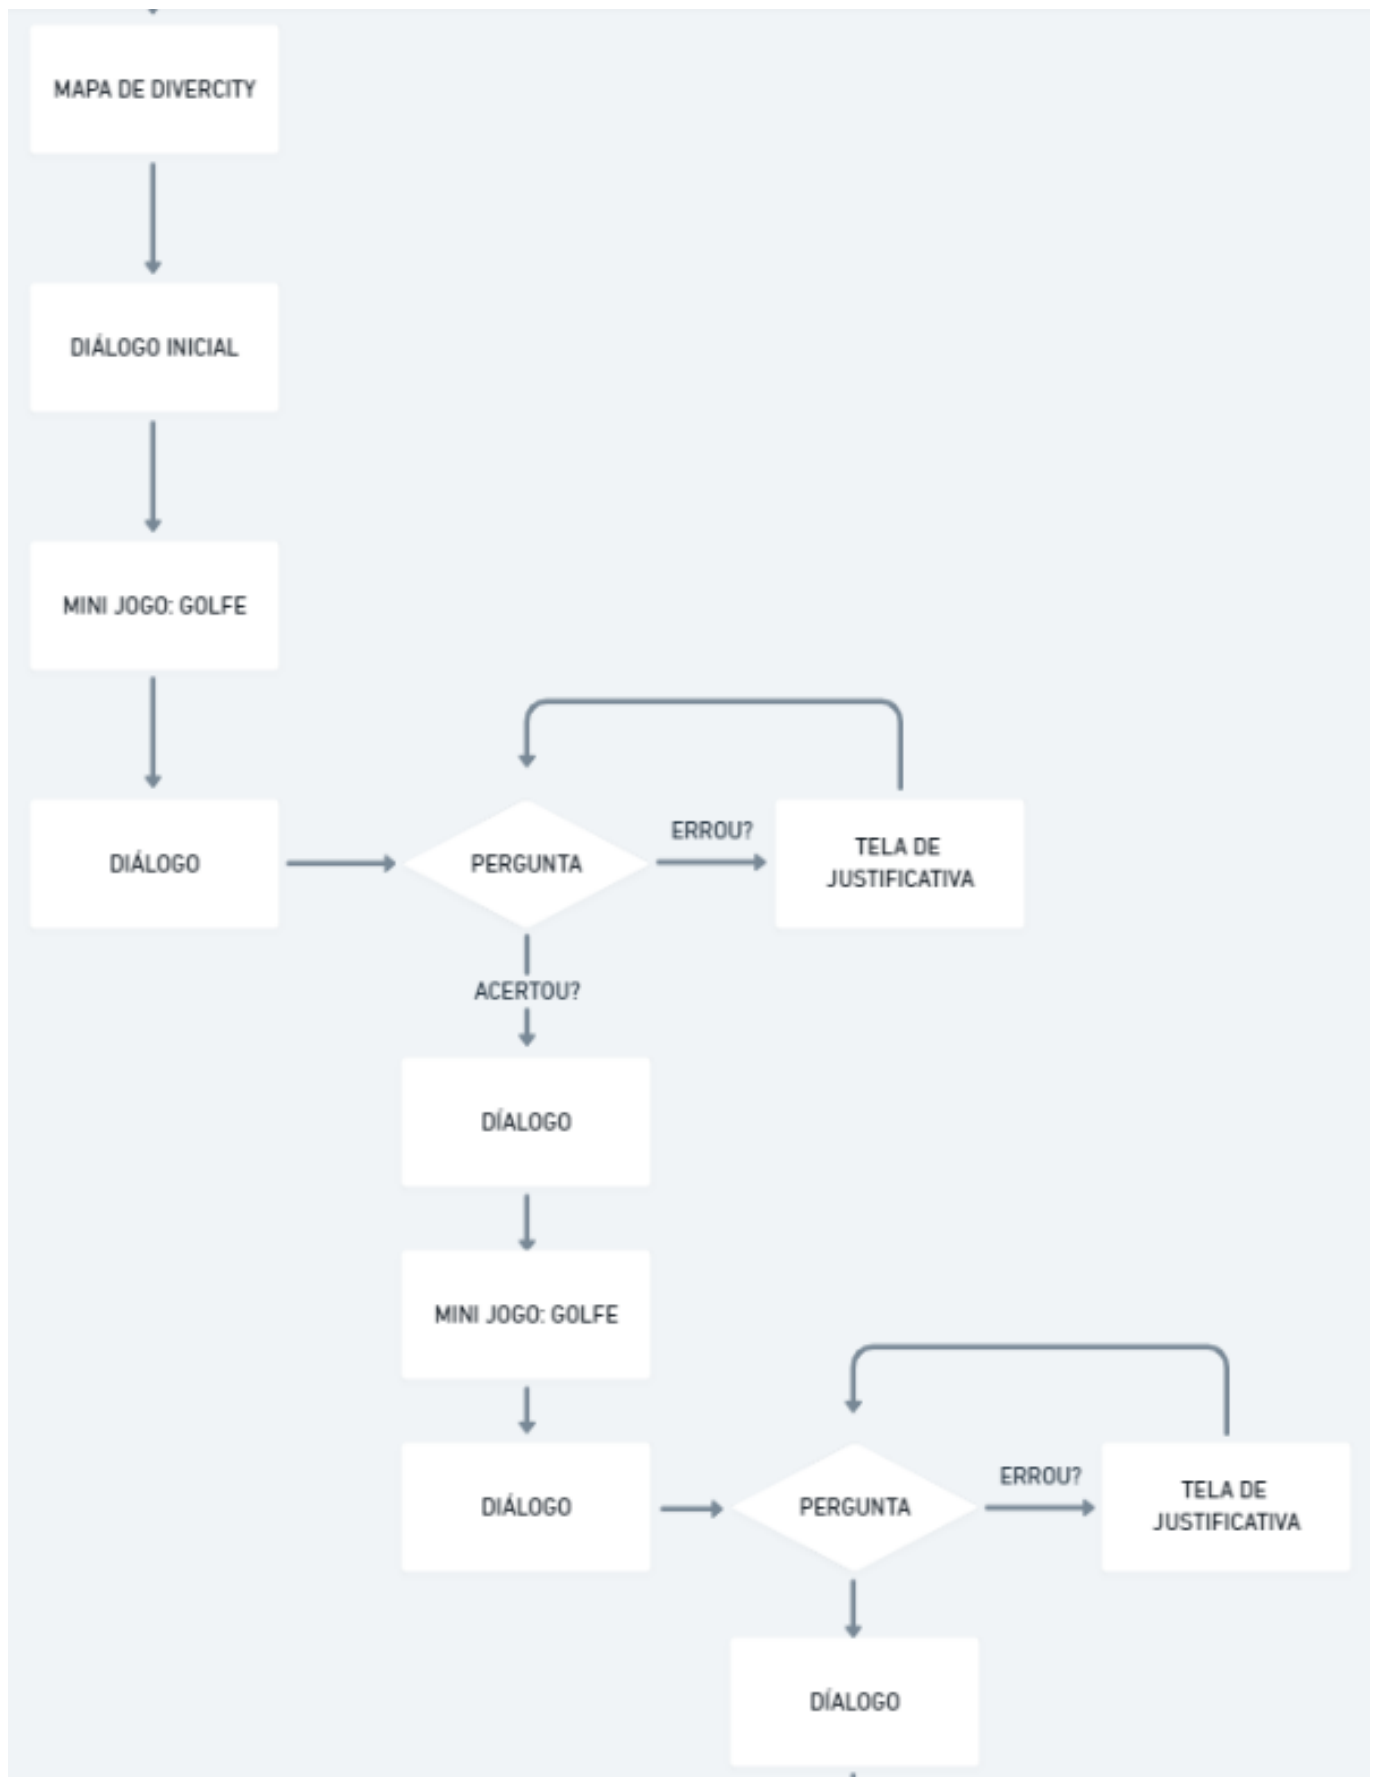 MAPA DE DIVERCITY
DIÁLOGO INICIAL
MINI JOGO: GOLFE
DIÁLOGO
PERGUNTA
ERROU?
TELA DE
JUSTIFICATIVA
ACERTOU?
DÍALOGO
MINI JOGO: GOLFE
DIÁLOGO
PERGUNTA
ERROU?
TELA DE
JUSTIFICATIVA
DÍALOGO